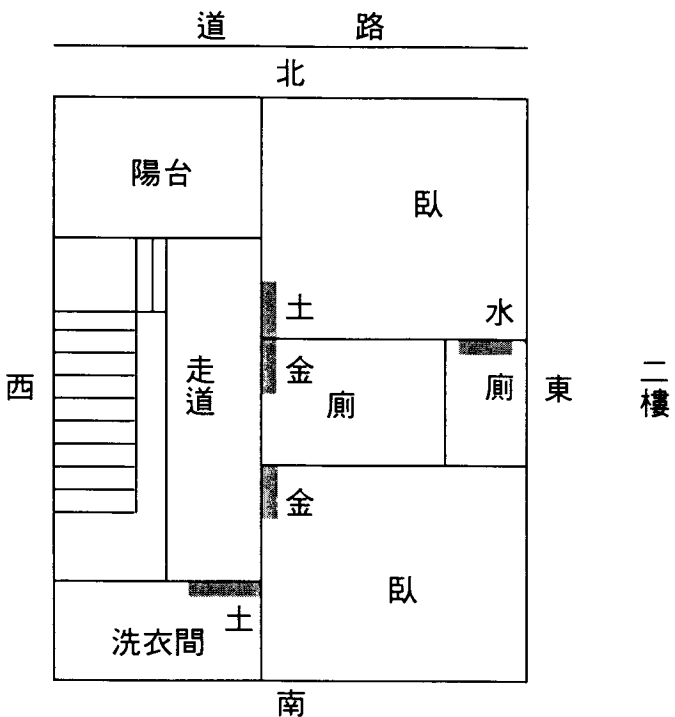 道路
北
陽台
臥
土
水
金
廁
廁
走道
西
東
二樓
金
臥
土
洗衣間
南